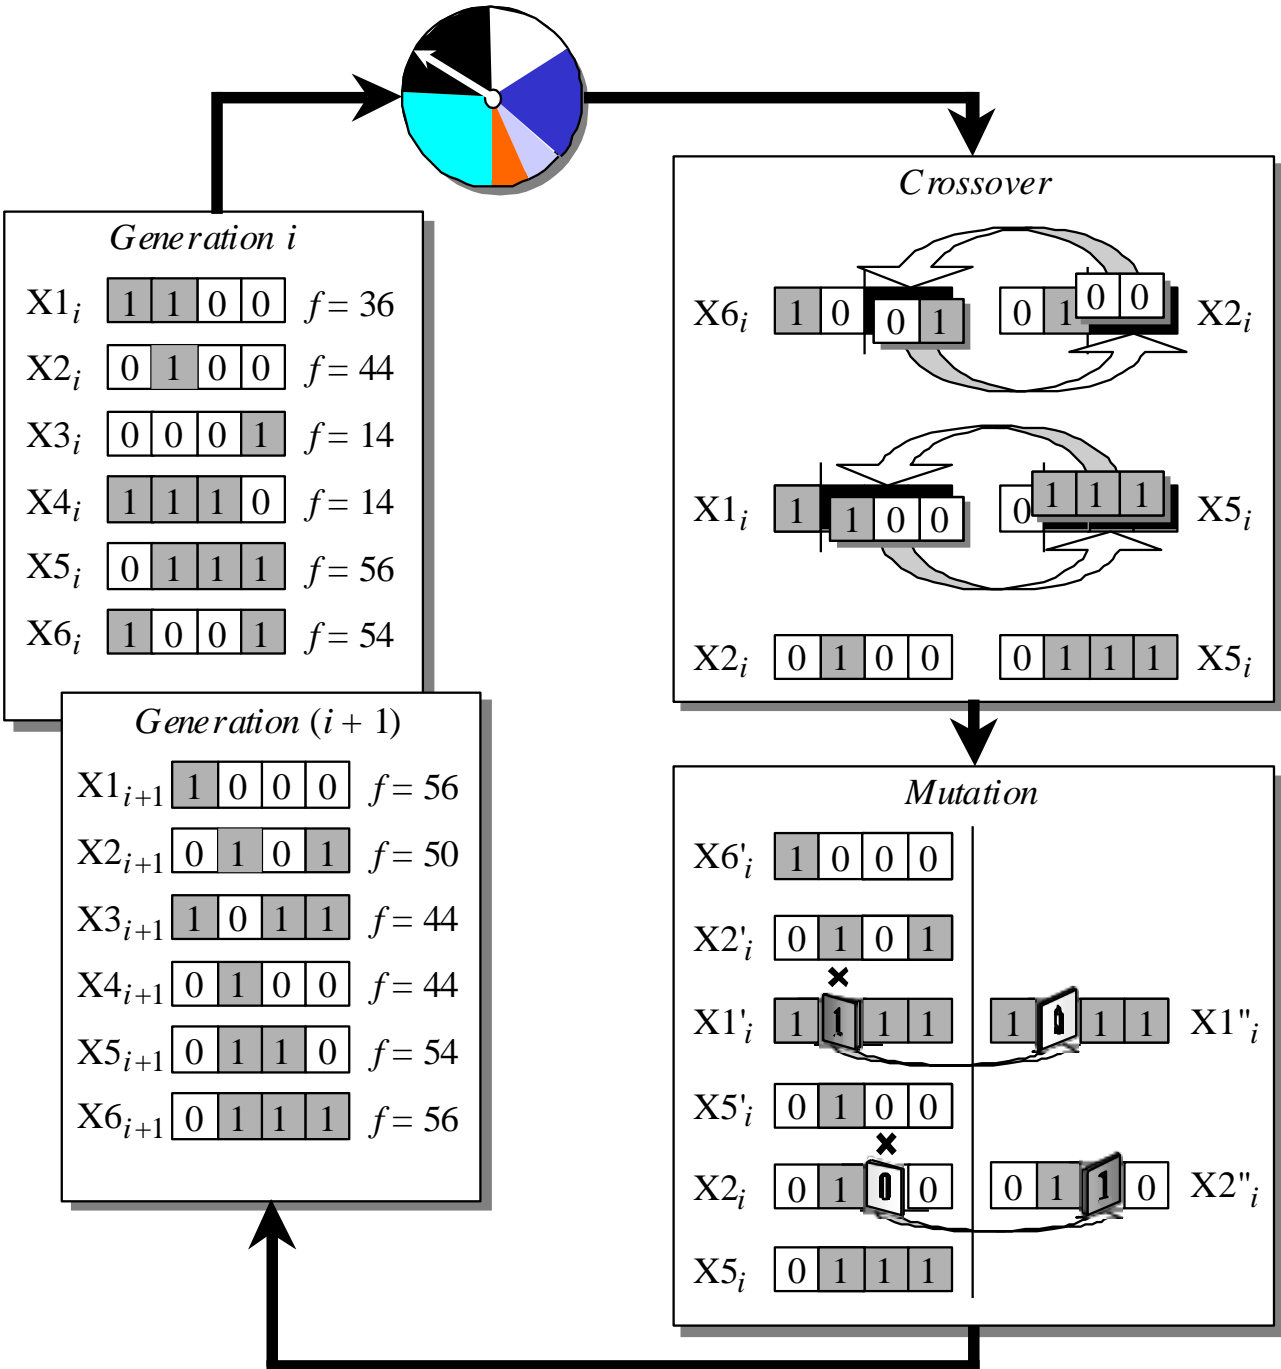 Generation i
X1i 1 1 0 0 f = 36
X2i 0 1 0 0 f = 44
X3i 0 0 0 1 f = 14
X4i 1 1 1 0 f = 14
X5i 0 1 1 1 f = 56
X6i 1 0 0 1 f = 54
Generation (i + 1)
X1i+1 1 0 0 0 f = 56
X2i+1 0 1 0 1 f = 50
X3i+1 1 0 1 1 f = 44
X4i+1 0 1 0 0 f = 44
X5i+1 0 1 1 0 f = 54
X6i+1 0 1 1 1 f = 56
Crossover
X6i 1 0 0 1 0 1 0 0 X2i
X1i 1 1 0 0 0 1 1 1 X5i
X2i 0 1 0 0 0 1 1 1 X5i
Mutation
X6'i 1 0 0 0
X2'i 0 1 0 1
X1'i 1 1 1 1 1 0 1 1 X1"i
X5'i 0 1 0 0
X2i 0 1 0 0 0 1 1 0 X2"i
X5i 0 1 1 1